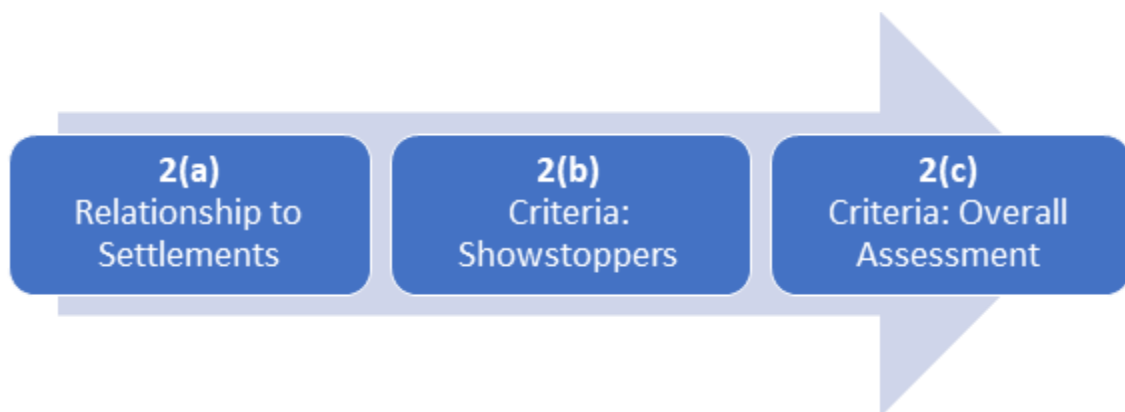 2(a)
Relationship to
Settlements
2(b)
Criteria:
Showstoppers
2(c)
Criteria: Overall
Assessment